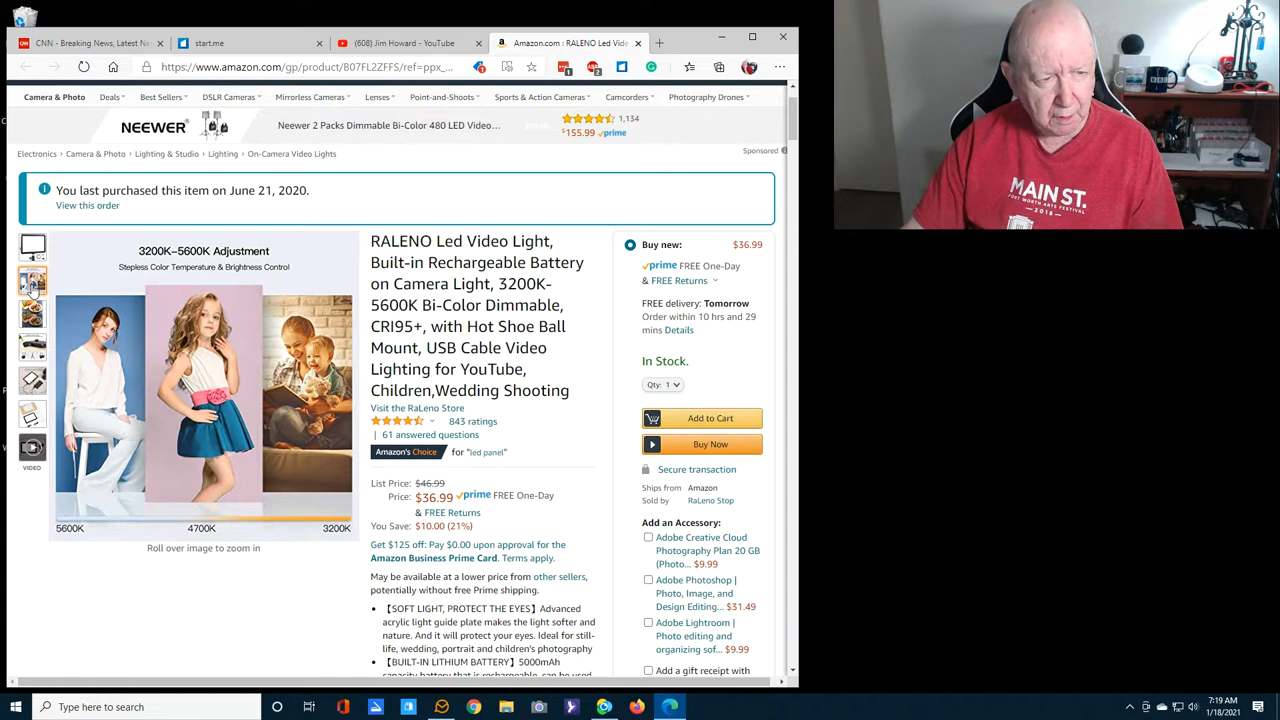 CNN - Breaking News, Latest Ne
start.me
(608) Jim Howard - YouTube
Amazon.com : RALENO Led Vide
https://www.amazon.com/gp/product/B07FL2ZFFS/ref=ppx_...
Camera & Photo
Deals
Best Sellers
DSLR Cameras
Mirrorless Cameras
Lenses
Point-and-Shoots
Sports & Action Cameras
Camcorders
Photography Drones
NEEWER
Neewer 2 Packs Dimmable Bi-Color 480 LED Video...
1,134
$155.99 prime
Electronics › Camera & Photo › Lighting & Studio › Lighting › On-Camera Video Lights
Sponsored
You last purchased this item on June 21, 2020.
View this order
3200K-5600K Adjustment
Stepless Color Temperature & Brightness Control
5600K
4700K
3200K
Roll over image to zoom in
VIDEO
RALENO Led Video Light,
Built-in Rechargeable Battery
on Camera Light, 3200K-
5600K Bi-Color Dimmable,
CRI95+, with Hot Shoe Ball
Mount, USB Cable Video
Lighting for YouTube,
Children,Wedding Shooting
Visit the RaLeno Store
843 ratings
| 61 answered questions
Amazon's Choice for "led panel"
List Price: $46.99
Price: $36.99 prime FREE One-Day
& FREE Returns
You Save: $10.00 (21%)
Get $125 off: Pay $0.00 upon approval for the
Amazon Business Prime Card. Terms apply.
May be available at a lower price from other sellers,
potentially without free Prime shipping.
• 【SOFT LIGHT, PROTECT THE EYES】Advanced
acrylic light guide plate makes the light softer and
nature. And it will protect your eyes. Ideal for still-
life, wedding, portrait and children's photography
• 【BUILT-IN LITHIUM BATTERY】5000mAh
capacity battery that is rechargeable, can be used
Buy new: $36.99
prime FREE One-Day
& FREE Returns
FREE delivery: Tomorrow
Order within 10 hrs and 29
mins Details
In Stock.
Qty: 1
Add to Cart
Buy Now
Secure transaction
Ships from Amazon
Sold by RaLeno Stop
Add an Accessory:
Adobe Creative Cloud
Photography Plan 20 GB
(Photo... $9.99
Adobe Photoshop |
Photo, Image, and
Design Editing... $31.49
Adobe Lightroom |
Photo editing and
organizing sof... $9.99
Add a gift receipt with
MAIN ST.
FORT WORTH ARTS FESTIVAL
2018
Type here to search
7:19 AM
1/18/2021